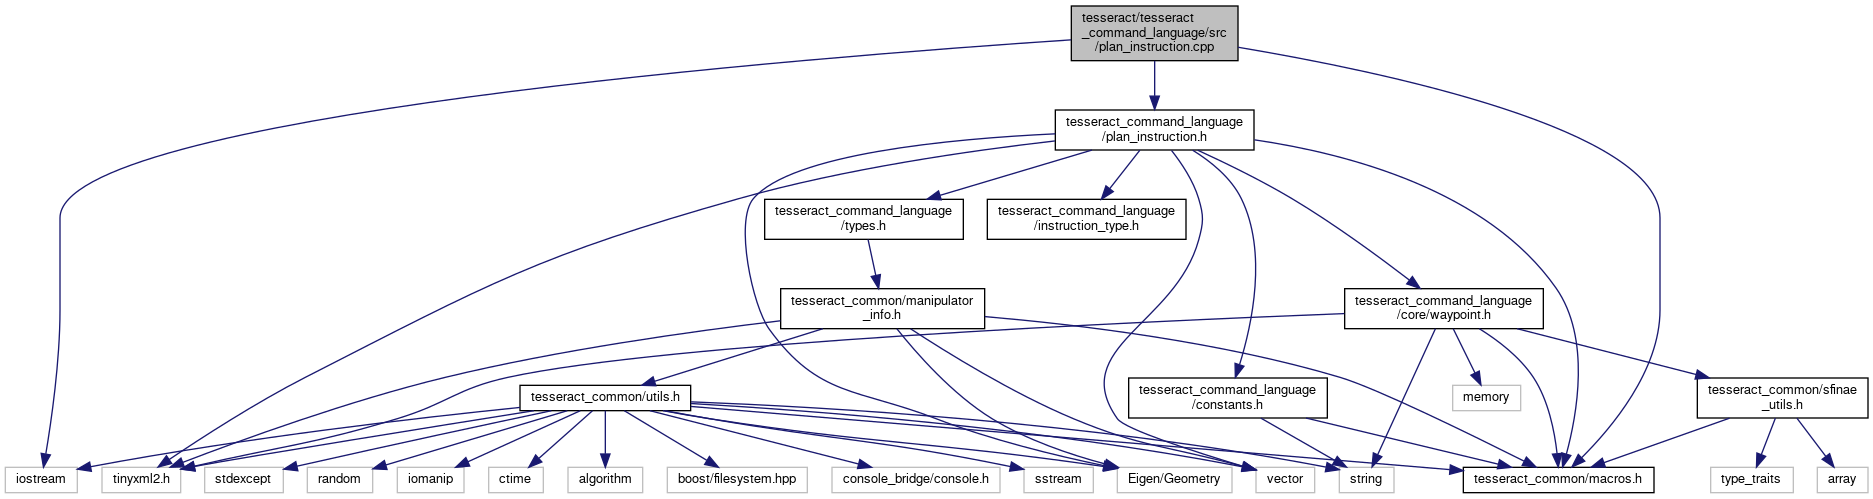 tesseract/tesseract
_command_language/src
/plan_instruction.cpp
tesseract_command_language
/plan_instruction.h
tesseract_command_language
/types.h
tesseract_command_language
/instruction_type.h
tesseract_common/manipulator
_info.h
tesseract_command_language
/core/waypoint.h
tesseract_common/utils.h
tesseract_command_language
/constants.h
memory
tesseract_common/sfinae
_utils.h
iostream
tinyxml2.h
stdexcept
random
iomanip
ctime
algorithm
boost/filesystem.hpp
console_bridge/console.h
sstream
Eigen/Geometry
vector
string
tesseract_common/macros.h
type_traits
array